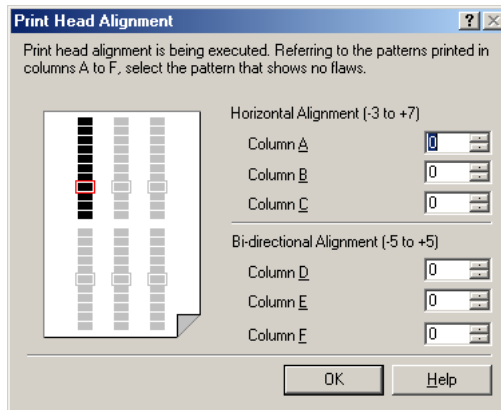 Print Head Alignment
Print head alignment is being executed. Referring to the patterns printed in
columns A to F, select the pattern that shows no flaws.
Horizontal Alignment (-3 to +7)
Column A 0
Column B 0
Column C 0
Bi-directional Alignment (-5 to +5)
Column D 0
Column E 0
Column F 0
OK Help